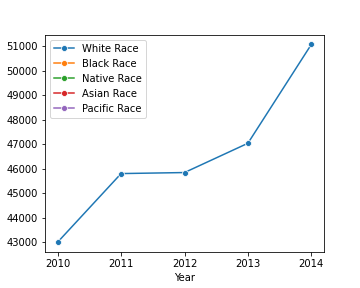 51000
50000
49000
48000
47000
46000
45000
44000
43000
White Race
Black Race
Native Race
Asian Race
Pacific Race
2010 2011 2012 2013 2014
Year